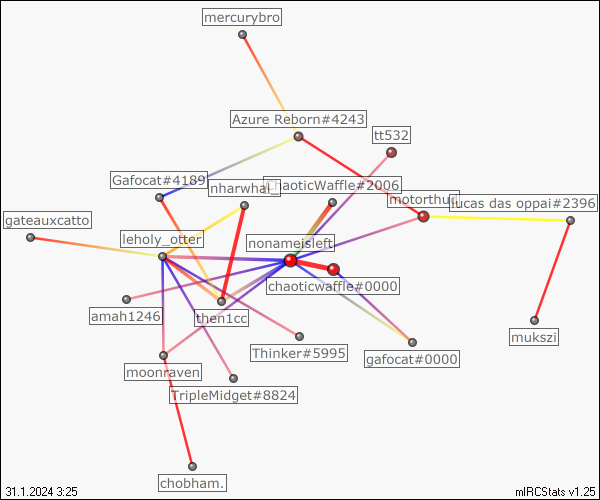 mercurybro
Azure Reborn#4243
tt532
Gafocat#4189
nharwhal_
ChaoticWaffle#2006
motorthur
lucas das oppai#2396
gateauxcatto
leholy_otter
nonameisleft
chaoticwaffle#0000
amah1246
then1cc
mukszi
Thinker#5995
gafocat#0000
moonraven
TripleMidget#8824
chobham.
31.1.2024 3:25
mIRCStats v1.25